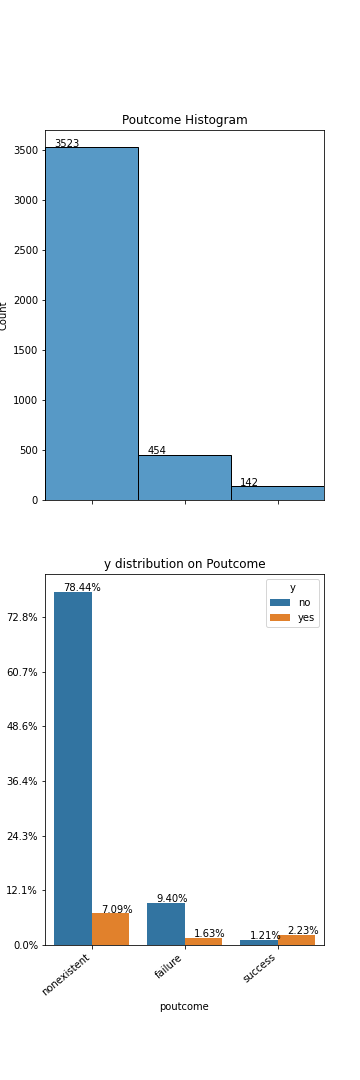 Poutcome Histogram
3500
3000
2500
2000
1500
1000
500
0
Count
3523
454
142
y distribution on Poutcome
72.8%
60.7%
48.6%
36.4%
24.3%
12.1%
0.0%
78.44%
7.09%
9.40%
1.63%
1.21%
2.23%
y
no
yes
nonexistent
failure
success
poutcome